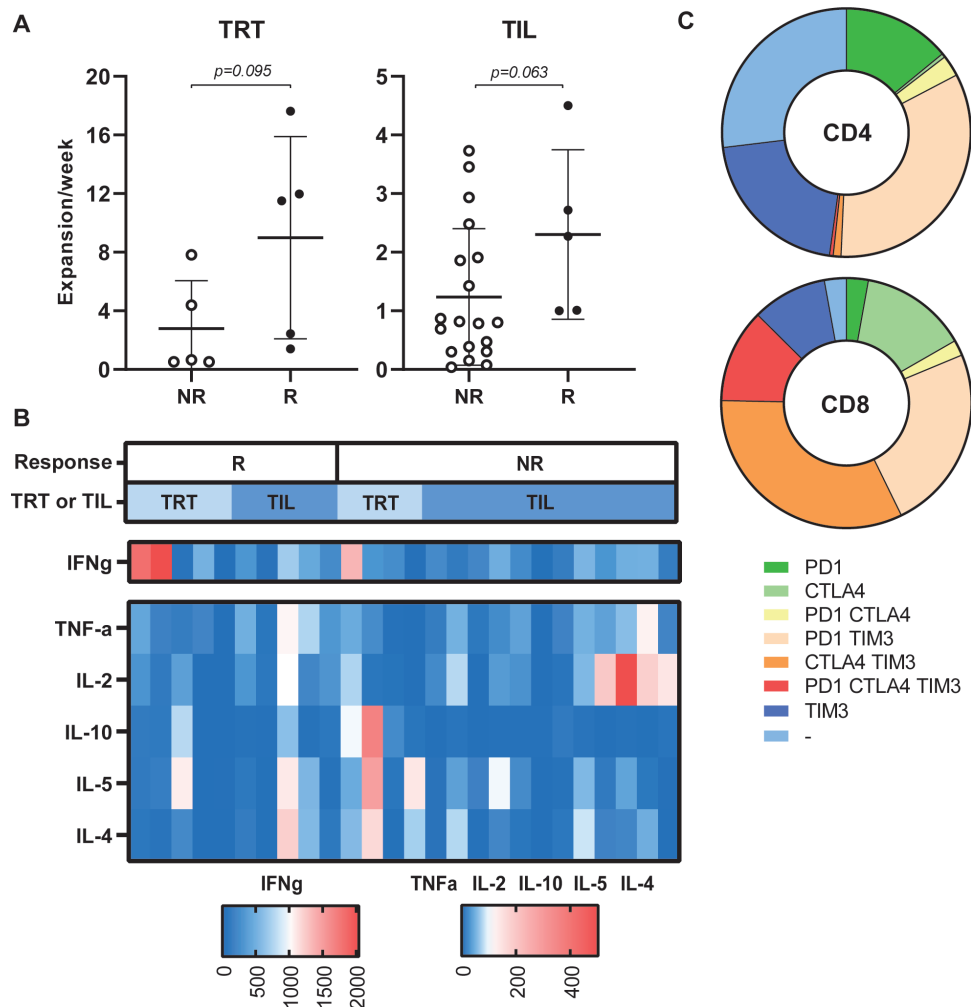 A
TRT
TIL
C
p=0.095
p=0.063
Expansion/week
20
16
12
8
4
0
5
4
3
2
1
0
NR
R
NR
R
CD4
CD8
B
Response
R
NR
TRT or TIL
TRT
TIL
TRT
TIL
IFNg
TNF-a
IL-2
IL-10
IL-5
IL-4
IFNg
TNFa IL-2 IL-10 IL-5 IL-4
0
500
1000
1500
2000
0
200
400
PD1
CTLA4
PD1 CTLA4
PD1 TIM3
CTLA4 TIM3
PD1 CTLA4 TIM3
TIM3
-